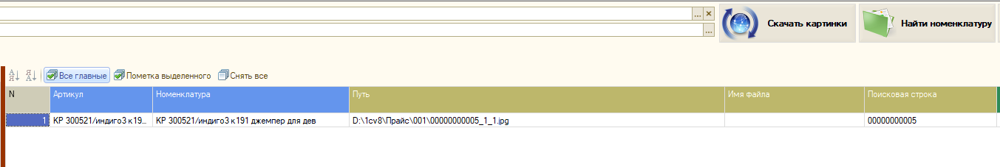 ... ×
Скачать картинки
Найти номенклатуру
...
Все главные
Пометка выделенного
Снять все
N
Артикул
Номенклатура
Путь
Имя файла
Поисковая строка
1
КР 300521/индиго3 к19...
КР 300521/индиго3 к191 джемпер для дев
D:\1cv8\Прайс\001\00000000005_1_1.jpg
00000000005